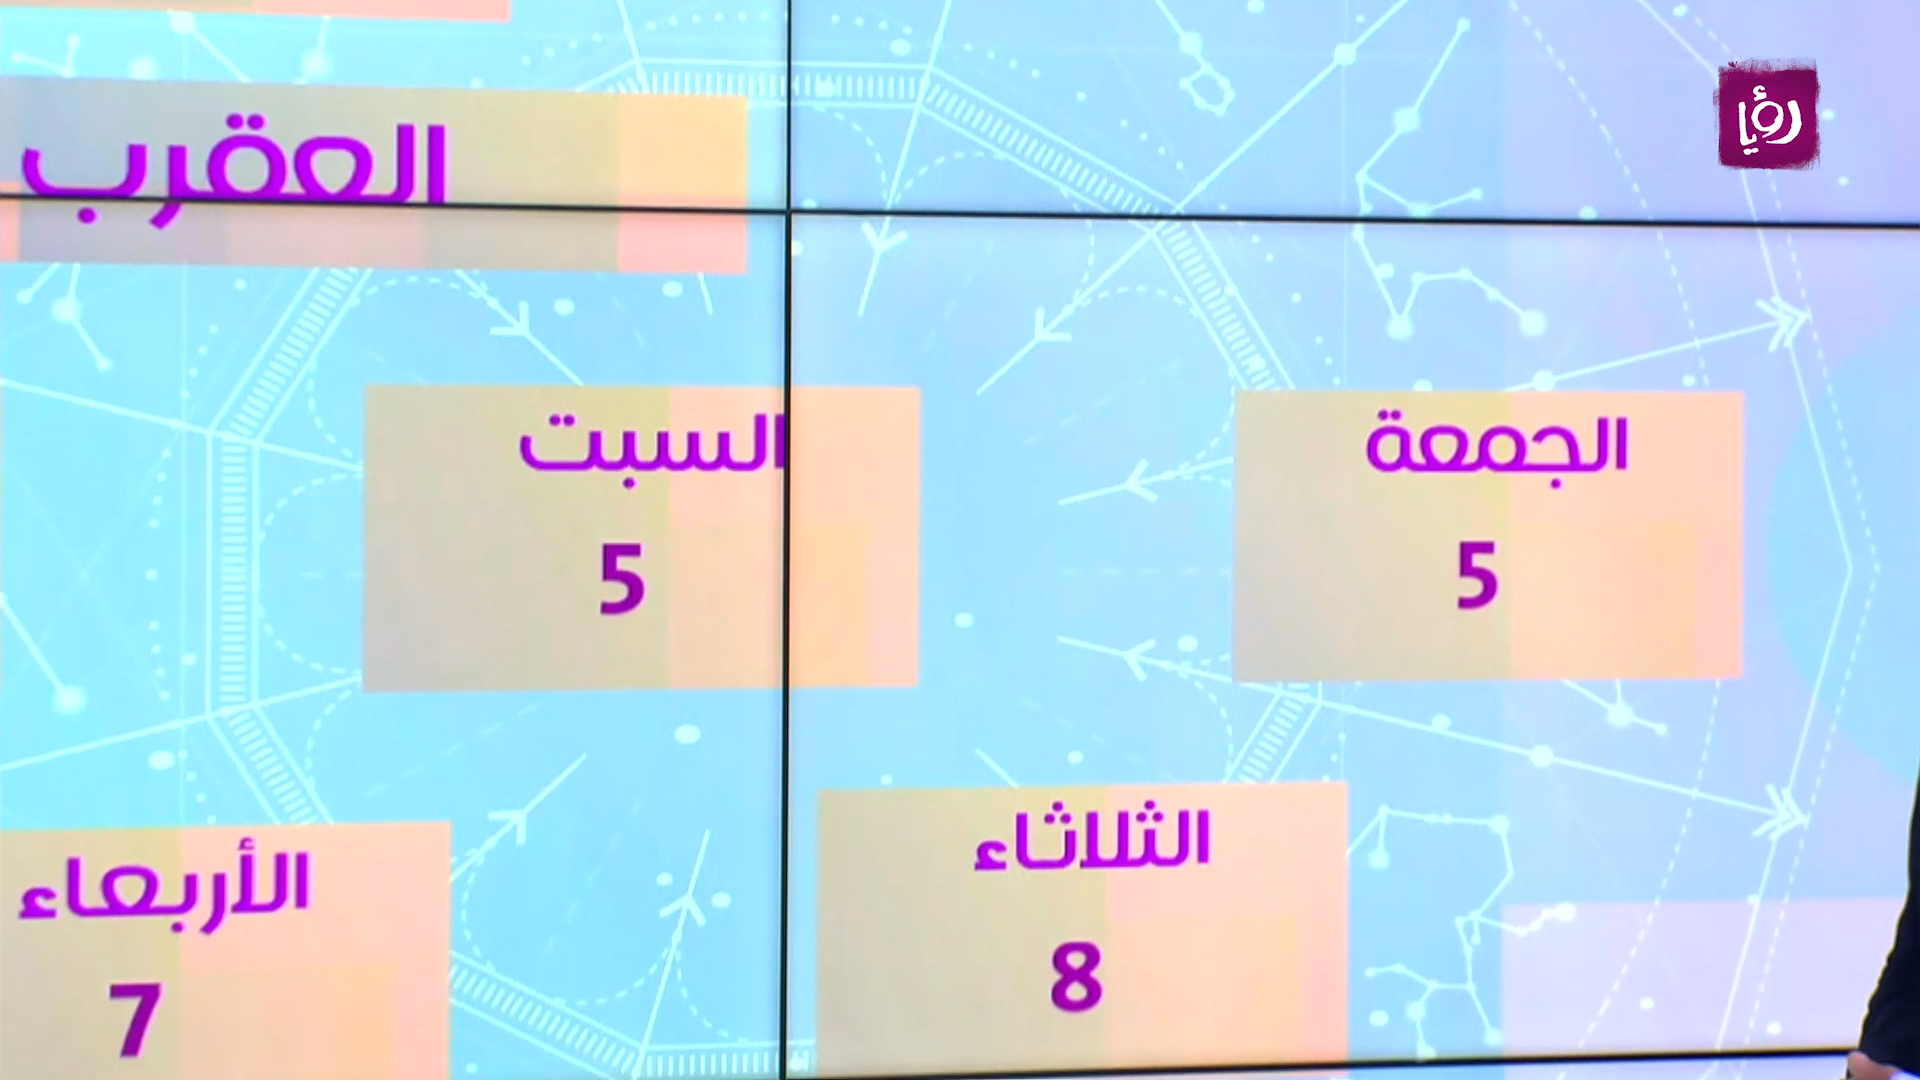 رؤيا
العقرب
الجمعة
5
السبت
5
الثلاثاء
8
الأربعاء
7